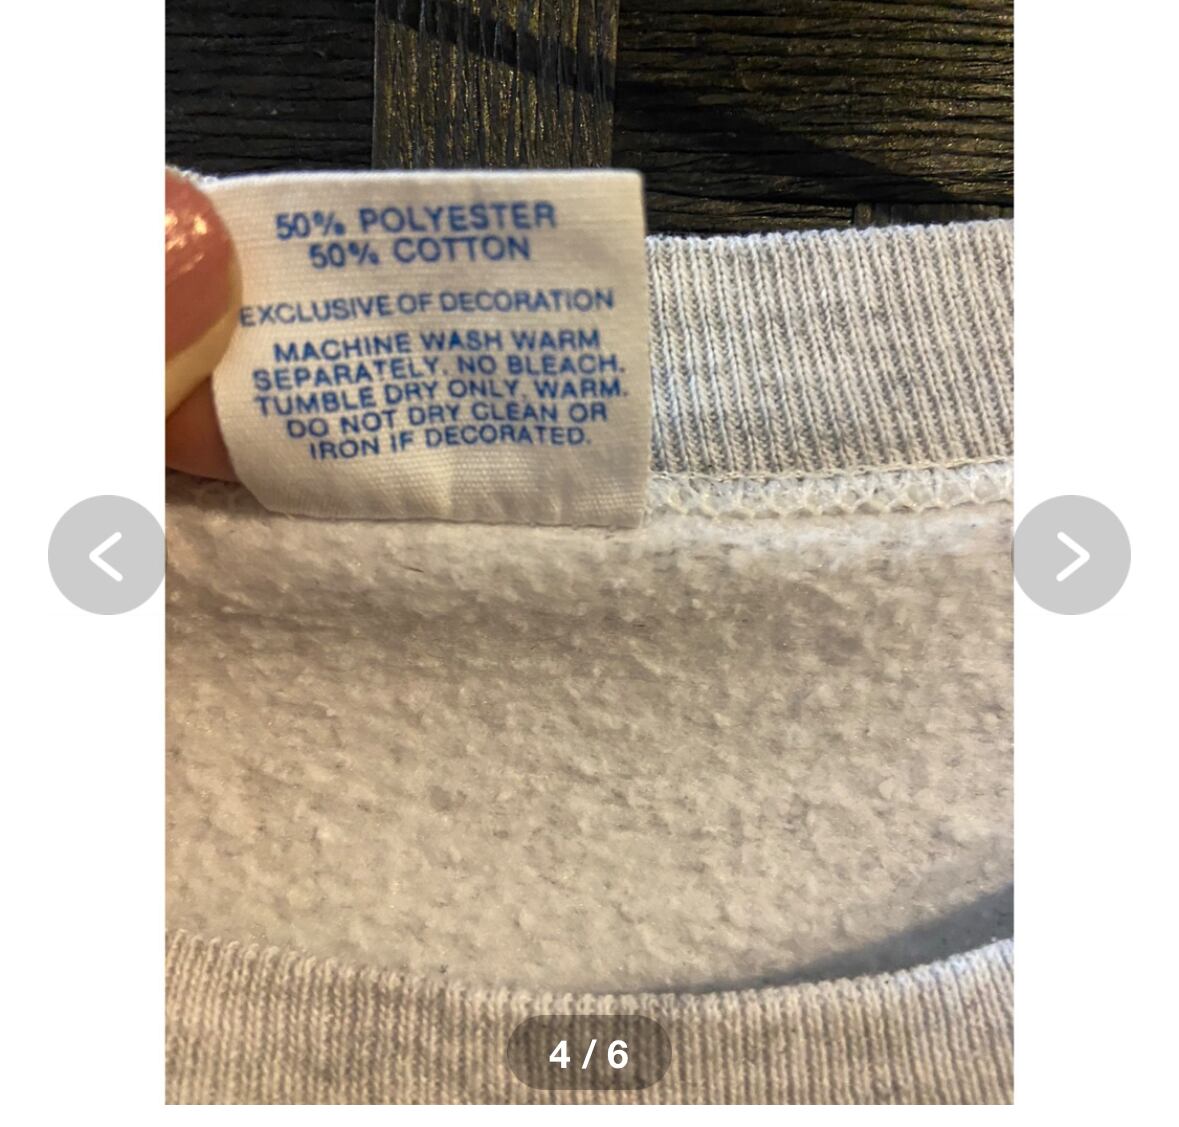 50% POLYESTER
50% COTTON
EXCLUSIVE OF DECORATION
MACHINE WASH WARM
SEPARATELY. NO BLEACH.
TUMBLE DRY ONLY, WARM.
DO NOT DRY CLEAN OR
IRON IF DECORATED.
4 / 6